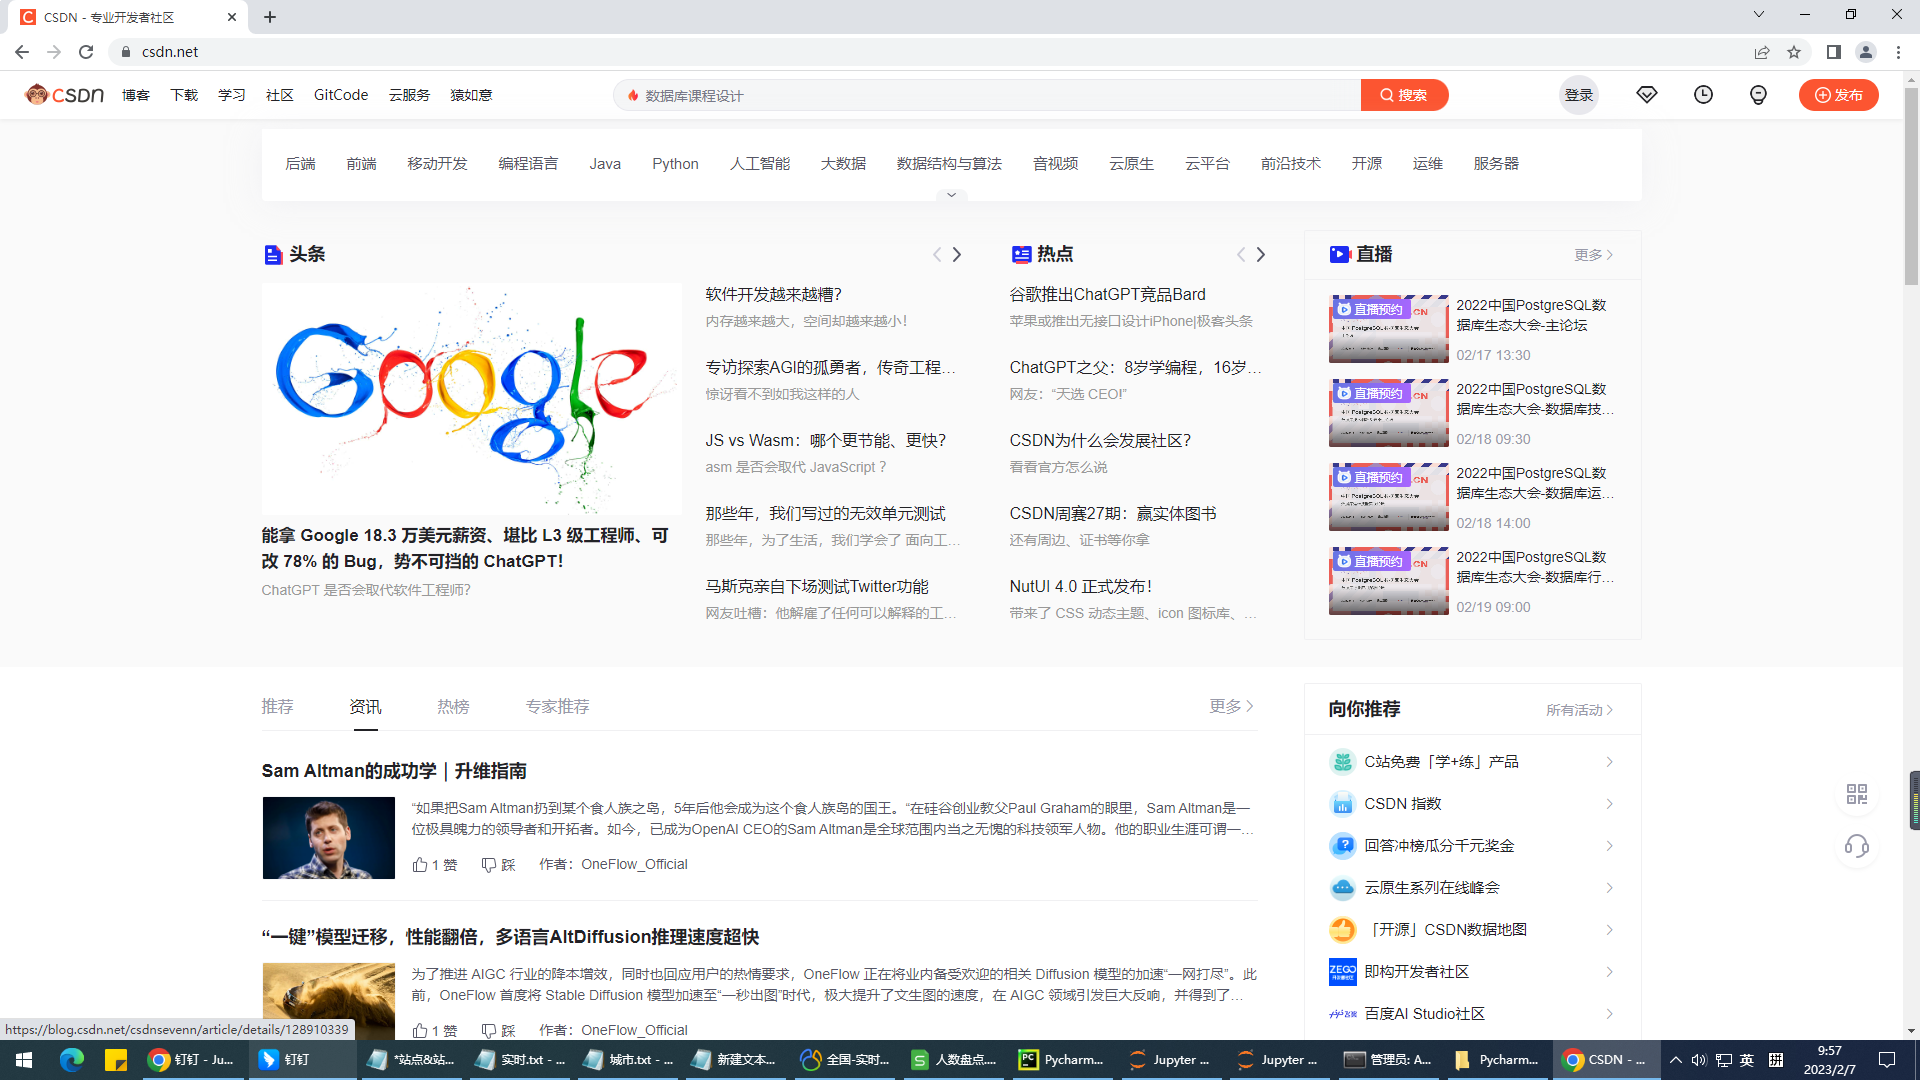 CSDN - 专业开发者社区
csdn.net
CSDN 博客 下载 学习 社区 GitCode 云服务 猿如意 数据库课程设计 搜索 登录 发布
后端 前端 移动开发 编程语言 Java Python 人工智能 大数据 数据结构与算法 音视频 云原生 云平台 前沿技术 开源 运维 服务器
头条
Google
能拿 Google 18.3 万美元薪资、堪比 L3 级工程师、可
改 78% 的 Bug，势不可挡的 ChatGPT！
ChatGPT 是否会取代软件工程师？
软件开发越来越糟？
内存越来越大，空间却越来越小！
专访探索AGI的孤勇者，传奇工程…
惊讶看不到如我这样的人
JS vs Wasm：哪个更节能、更快？
asm 是否会取代 JavaScript ？
那些年，我们写过的无效单元测试
那些年，为了生活，我们学会了 面向工…
马斯克亲自下场测试Twitter功能
网友吐槽：他解雇了任何可以解释的工…
热点
谷歌推出ChatGPT竞品Bard
苹果或推出无接口设计iPhone|极客头条
ChatGPT之父：8岁学编程，16岁…
网友：“天选 CEO!”
CSDN为什么会发展社区？
看看官方怎么说
CSDN周赛27期：赢实体图书
还有周边、证书等你拿
NutUI 4.0 正式发布！
带来了 CSS 动态主题、icon 图标库、…
直播 更多
直播预约
2022中国PostgreSQL数
据库生态大会-主论坛
02/17 13:30
直播预约
2022中国PostgreSQL数
据库生态大会-数据库技…
02/18 09:30
直播预约
2022中国PostgreSQL数
据库生态大会-数据库运…
02/18 14:00
直播预约
2022中国PostgreSQL数
据库生态大会-数据库行…
02/19 09:00
推荐 资讯 热榜 专家推荐 更多
Sam Altman的成功学｜升维指南
“如果把Sam Altman扔到某个食人族之岛，5年后他会成为这个食人族岛的国王。“在硅谷创业教父Paul Graham的眼里，Sam Altman是一
位极具魄力的领导者和开拓者。如今，已成为OpenAI CEO的Sam Altman是全球范围内当之无愧的科技领军人物。他的职业生涯可谓一…
1 赞 踩 作者：OneFlow_Official
“一键”模型迁移，性能翻倍，多语言AltDiffusion推理速度超快
为了推进 AIGC 行业的降本增效，同时也回应用户的热情要求，OneFlow 正在将业内备受欢迎的相关 Diffusion 模型的加速“一网打尽”。此
前，OneFlow 首度将 Stable Diffusion 模型加速至“一秒出图”时代，极大提升了文生图的速度，在 AIGC 领域引发巨大反响，并得到了…
1 赞 踩 作者：OneFlow_Official
向你推荐 所有活动
C站免费「学+练」产品
CSDN 指数
回答冲榜瓜分千元奖金
云原生系列在线峰会
「开源」CSDN数据地图
ZEGO 即构开发者社区
百度AI Studio社区
https://blog.csdn.net/csdnsevenn/article/details/128910339
钉钉 - Ju... 钉钉 *站点&站... 实时.txt - ... 城市.txt - ... 新建文本... 全国-实时... 人数盘点.... Pycharm... Jupyter ... Jupyter ... 管理员: A... Pycharm... CSDN - ... 英 拼
9:57
2023/2/7